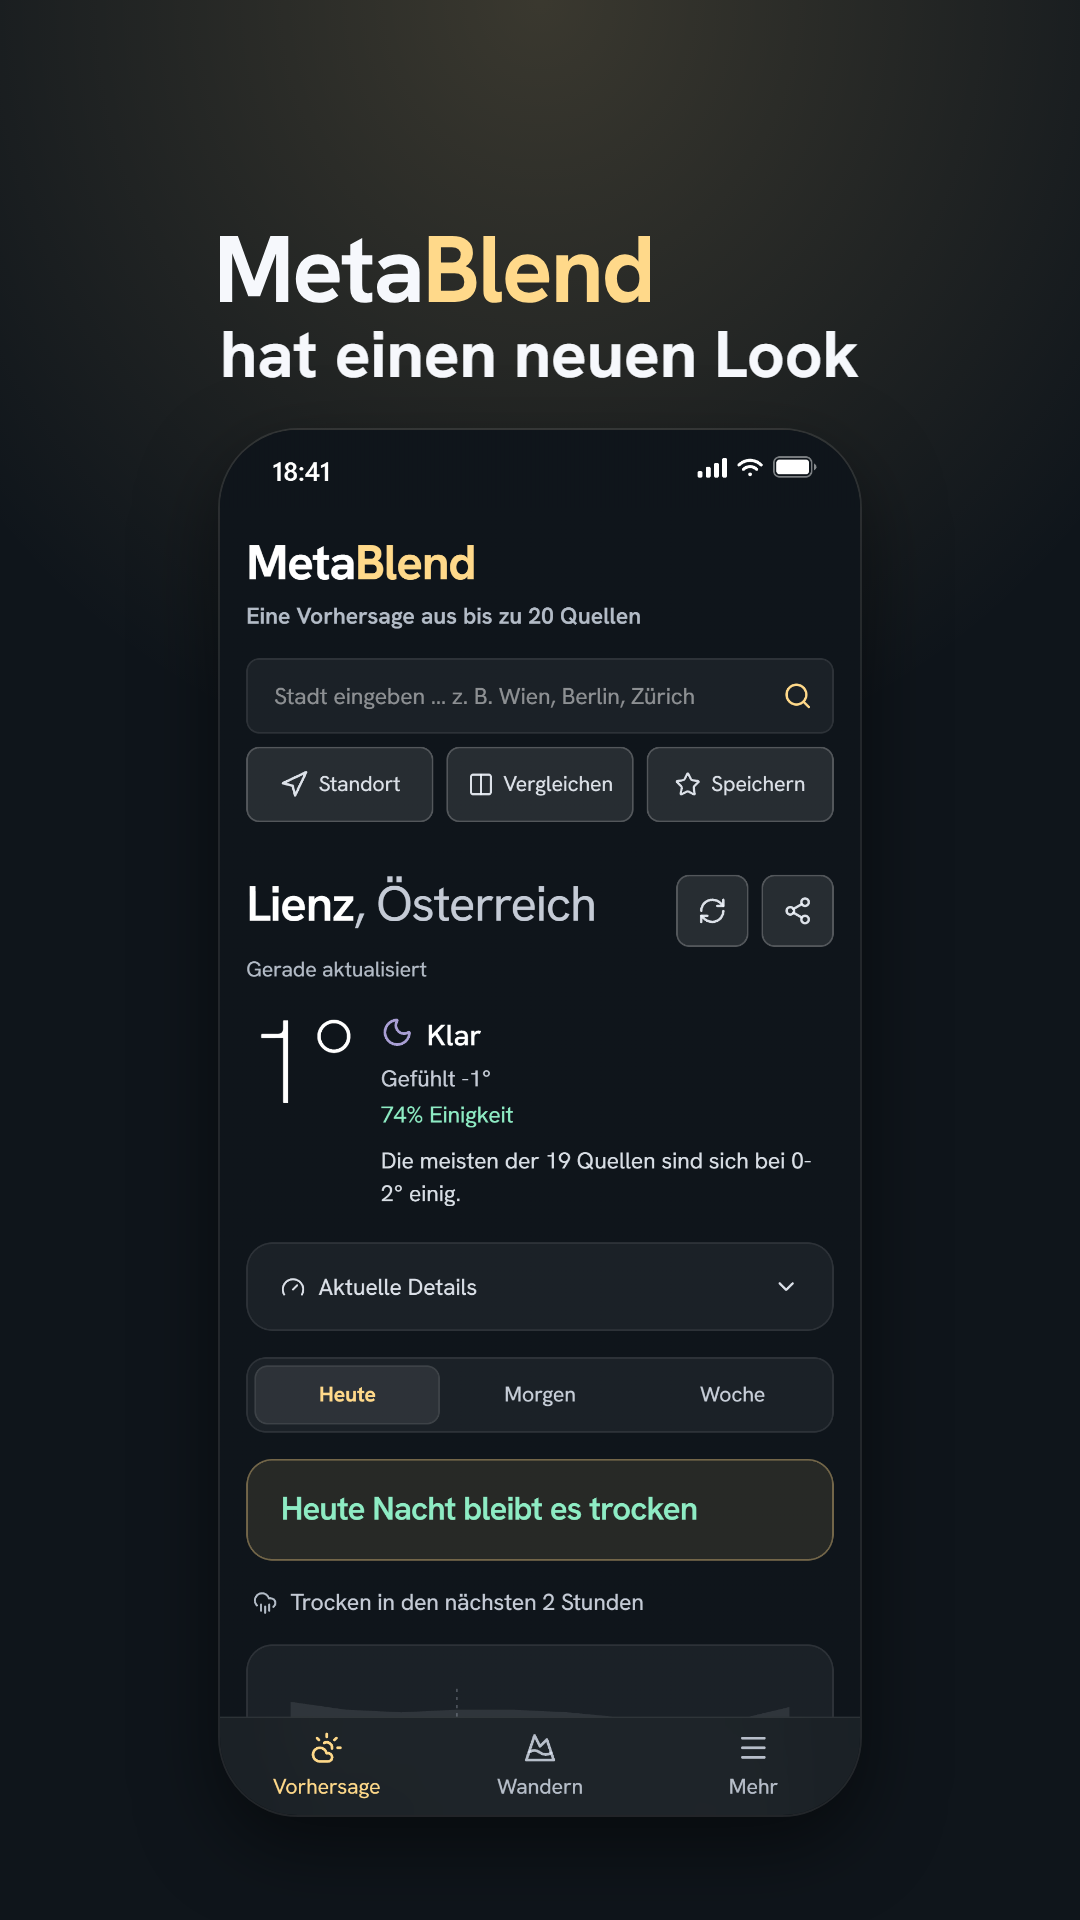 MetaBlend
hat einen neuen Look
18:41
MetaBlend
Eine Vorhersage aus bis zu 20 Quellen
Stadt eingeben ... z. B. Wien, Berlin, Zürich
Standort
Vergleichen
Speichern
Lienz, Österreich
Gerade aktualisiert
1°
Klar
Gefühlt -1°
74% Einigkeit
Die meisten der 19 Quellen sind sich bei 0-
2° einig.
Aktuelle Details
Heute
Morgen
Woche
Heute Nacht bleibt es trocken
Trocken in den nächsten 2 Stunden
Vorhersage
Wandern
Mehr